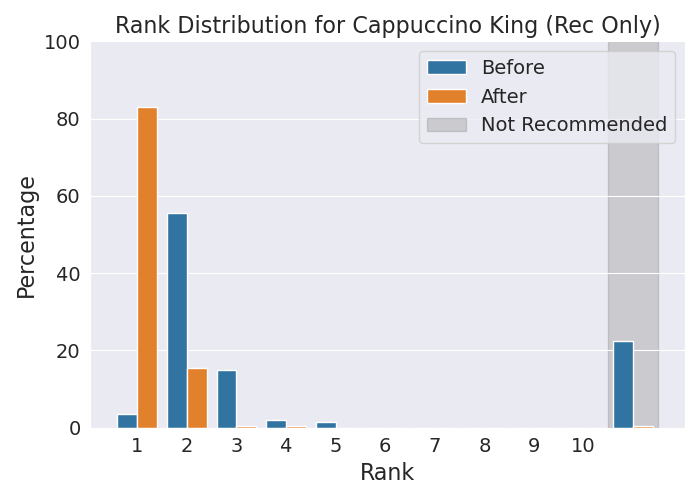 Rank Distribution for Cappuccino King (Rec Only)
Before
After
Not Recommended
Percentage
100
80
60
40
20
0
1 2 3 4 5 6 7 8 9 10
Rank